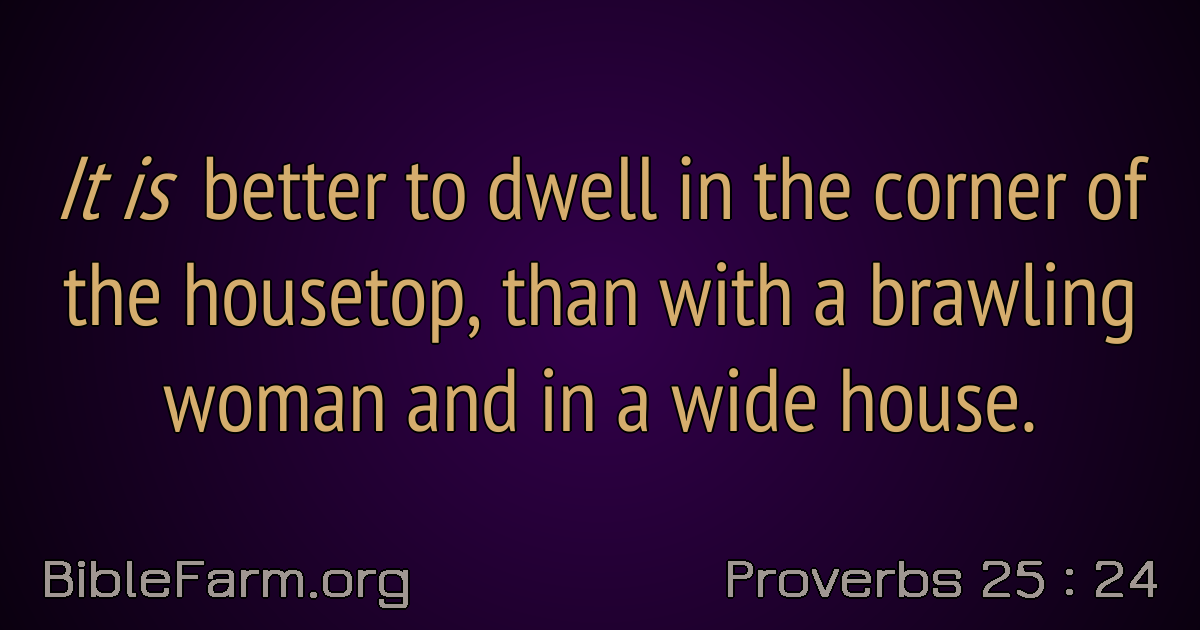 It is better to dwell in the corner of
the housetop, than with a brawling
woman and in a wide house.
BibleFarm.org
Proverbs 25 : 24